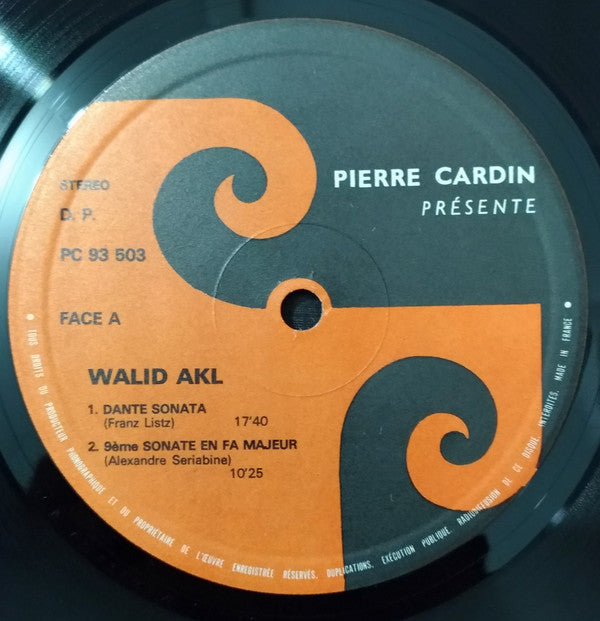 PIERRE CARDIN
PRÉSENTE
STEREO
D. P.
PC 93 503
FACE A
WALID AKL
1. DANTE SONATA
(Franz Listz) 17'40
2. 9ème SONATE EN FA MAJEUR
(Alexandre Seriabine)
10'25
• TOUS DROITS DU PRODUCTEUR PHONOGRAPHIQUE ET DU PROPRIÉTAIRE DE L'ŒUVRE ENREGISTRÉE RÉSERVÉS. DUPLICATIONS, EXÉCUTION PUBLIQUE, RADIODIFFUSION DE CE DISQUE, INTERDITES. MADE IN FRANCE •